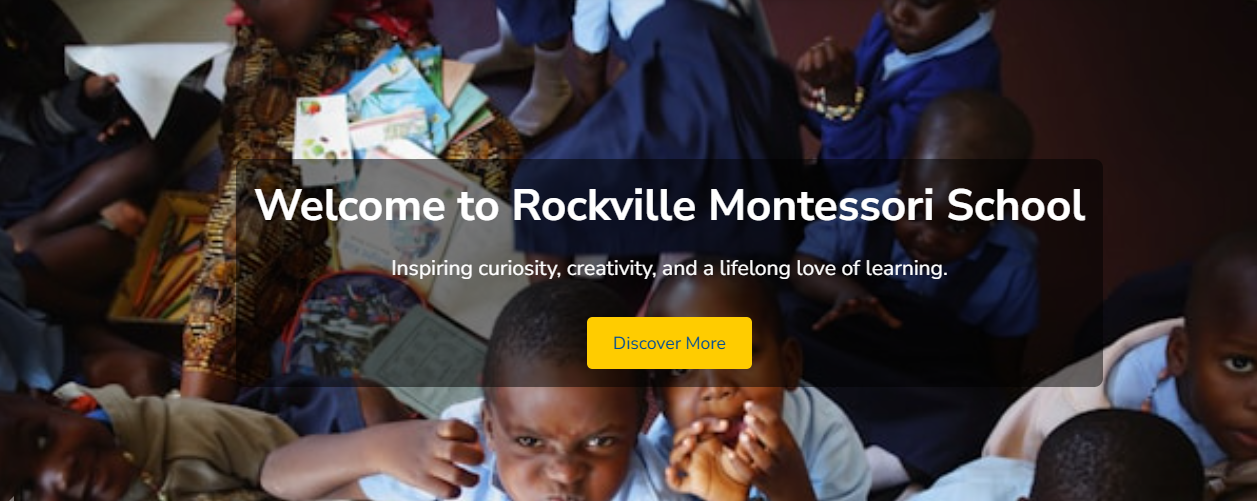 Welcome to Rockville Montessori School
Inspiring curiosity, creativity, and a lifelong love of learning.
Discover More